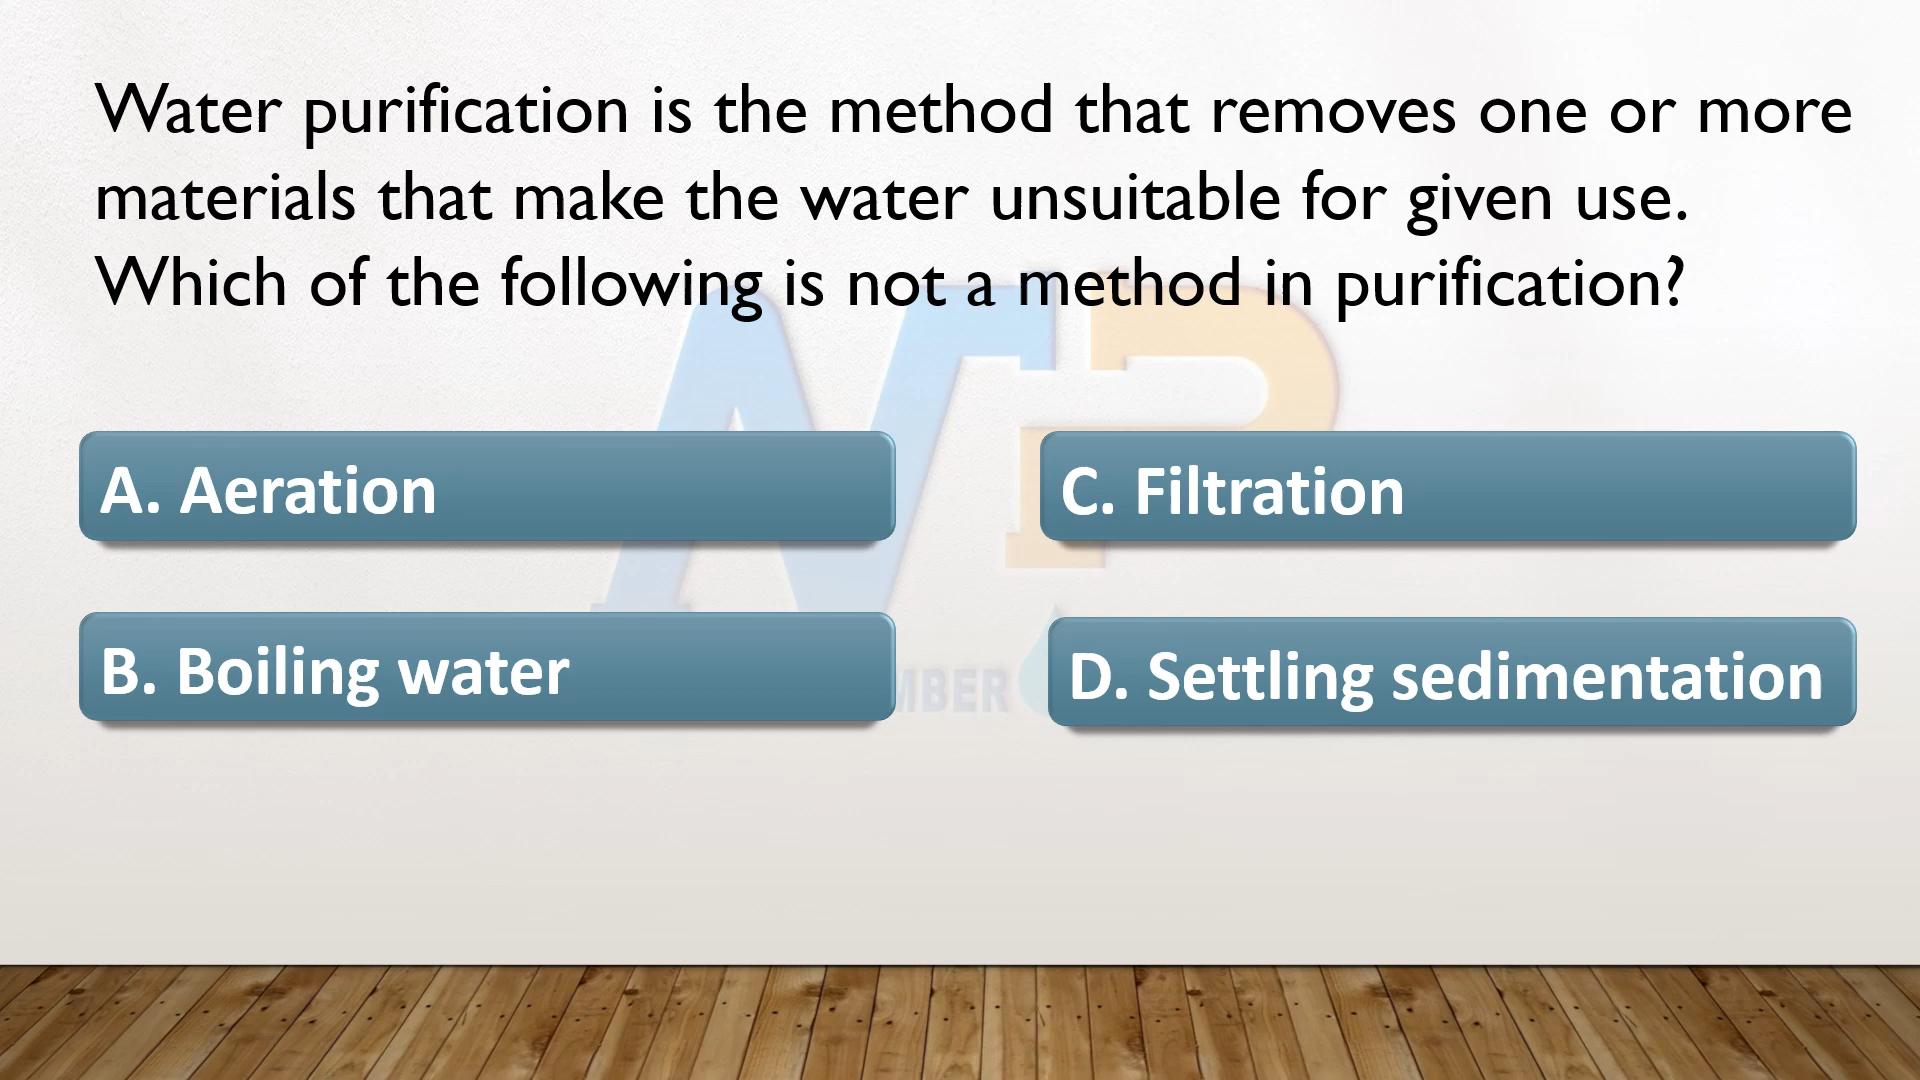 Water purification is the method that removes one or more
materials that make the water unsuitable for given use.
Which of the following is not a method in purification?
A. Aeration
C. Filtration
B. Boiling water
D. Settling sedimentation